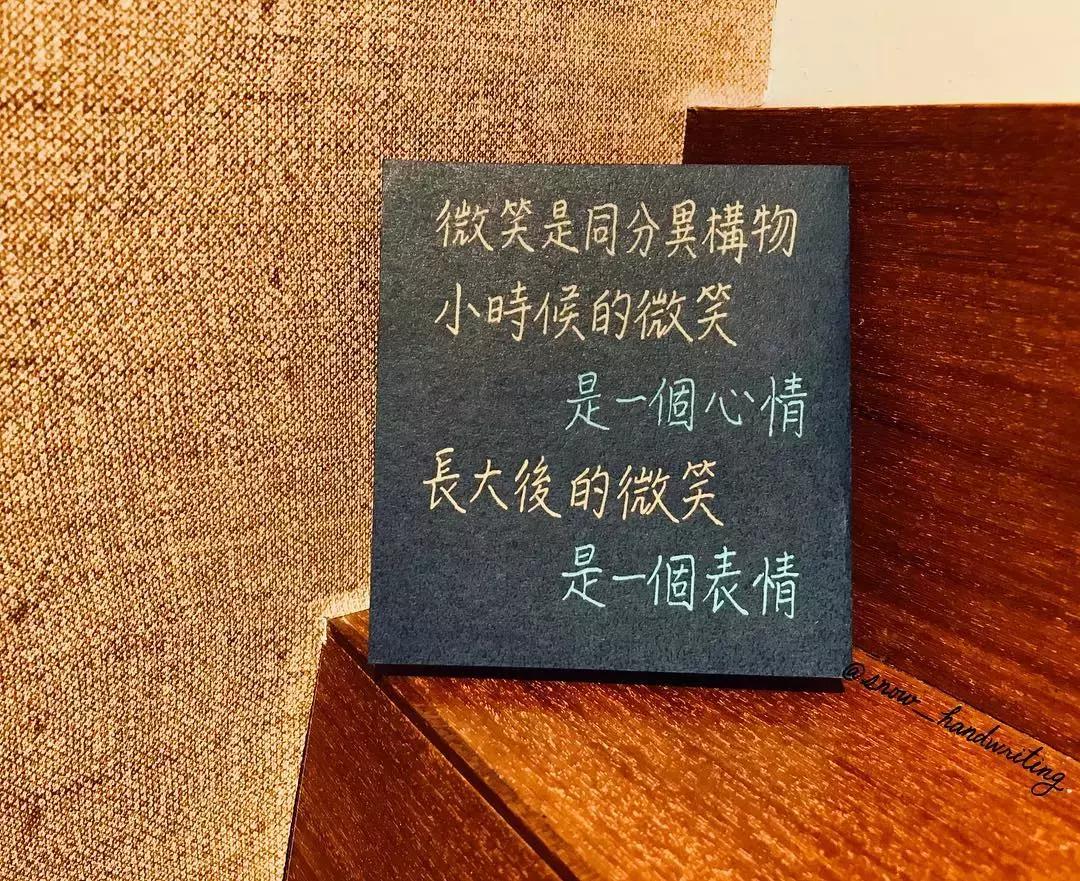 微笑是同分異構物
小時候的微笑
是一個心情
長大後的微笑
是一個表情
@snow_handwriting